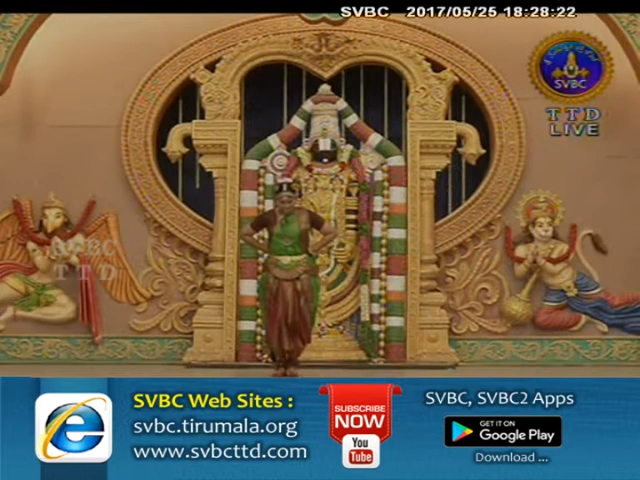 SVBC 2017/05/25 18:28:22
SVBC
T T D
LIVE
SVBC
T T D
SVBC Web Sites :
svbc.tirumala.org
www.svbcttd.com
SUBSCRIBE
NOW
You
Tube
SVBC, SVBC2 Apps
GET IT ON
Google Play
Download ...